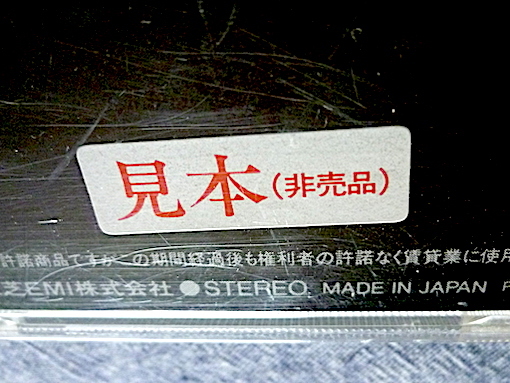 見本(非売品)
許諾商品ですがこの期間経過後も権利者の許諾なく賃貸業に使用
芝EMI株式会社 ●STEREO. MADE IN JAPAN P